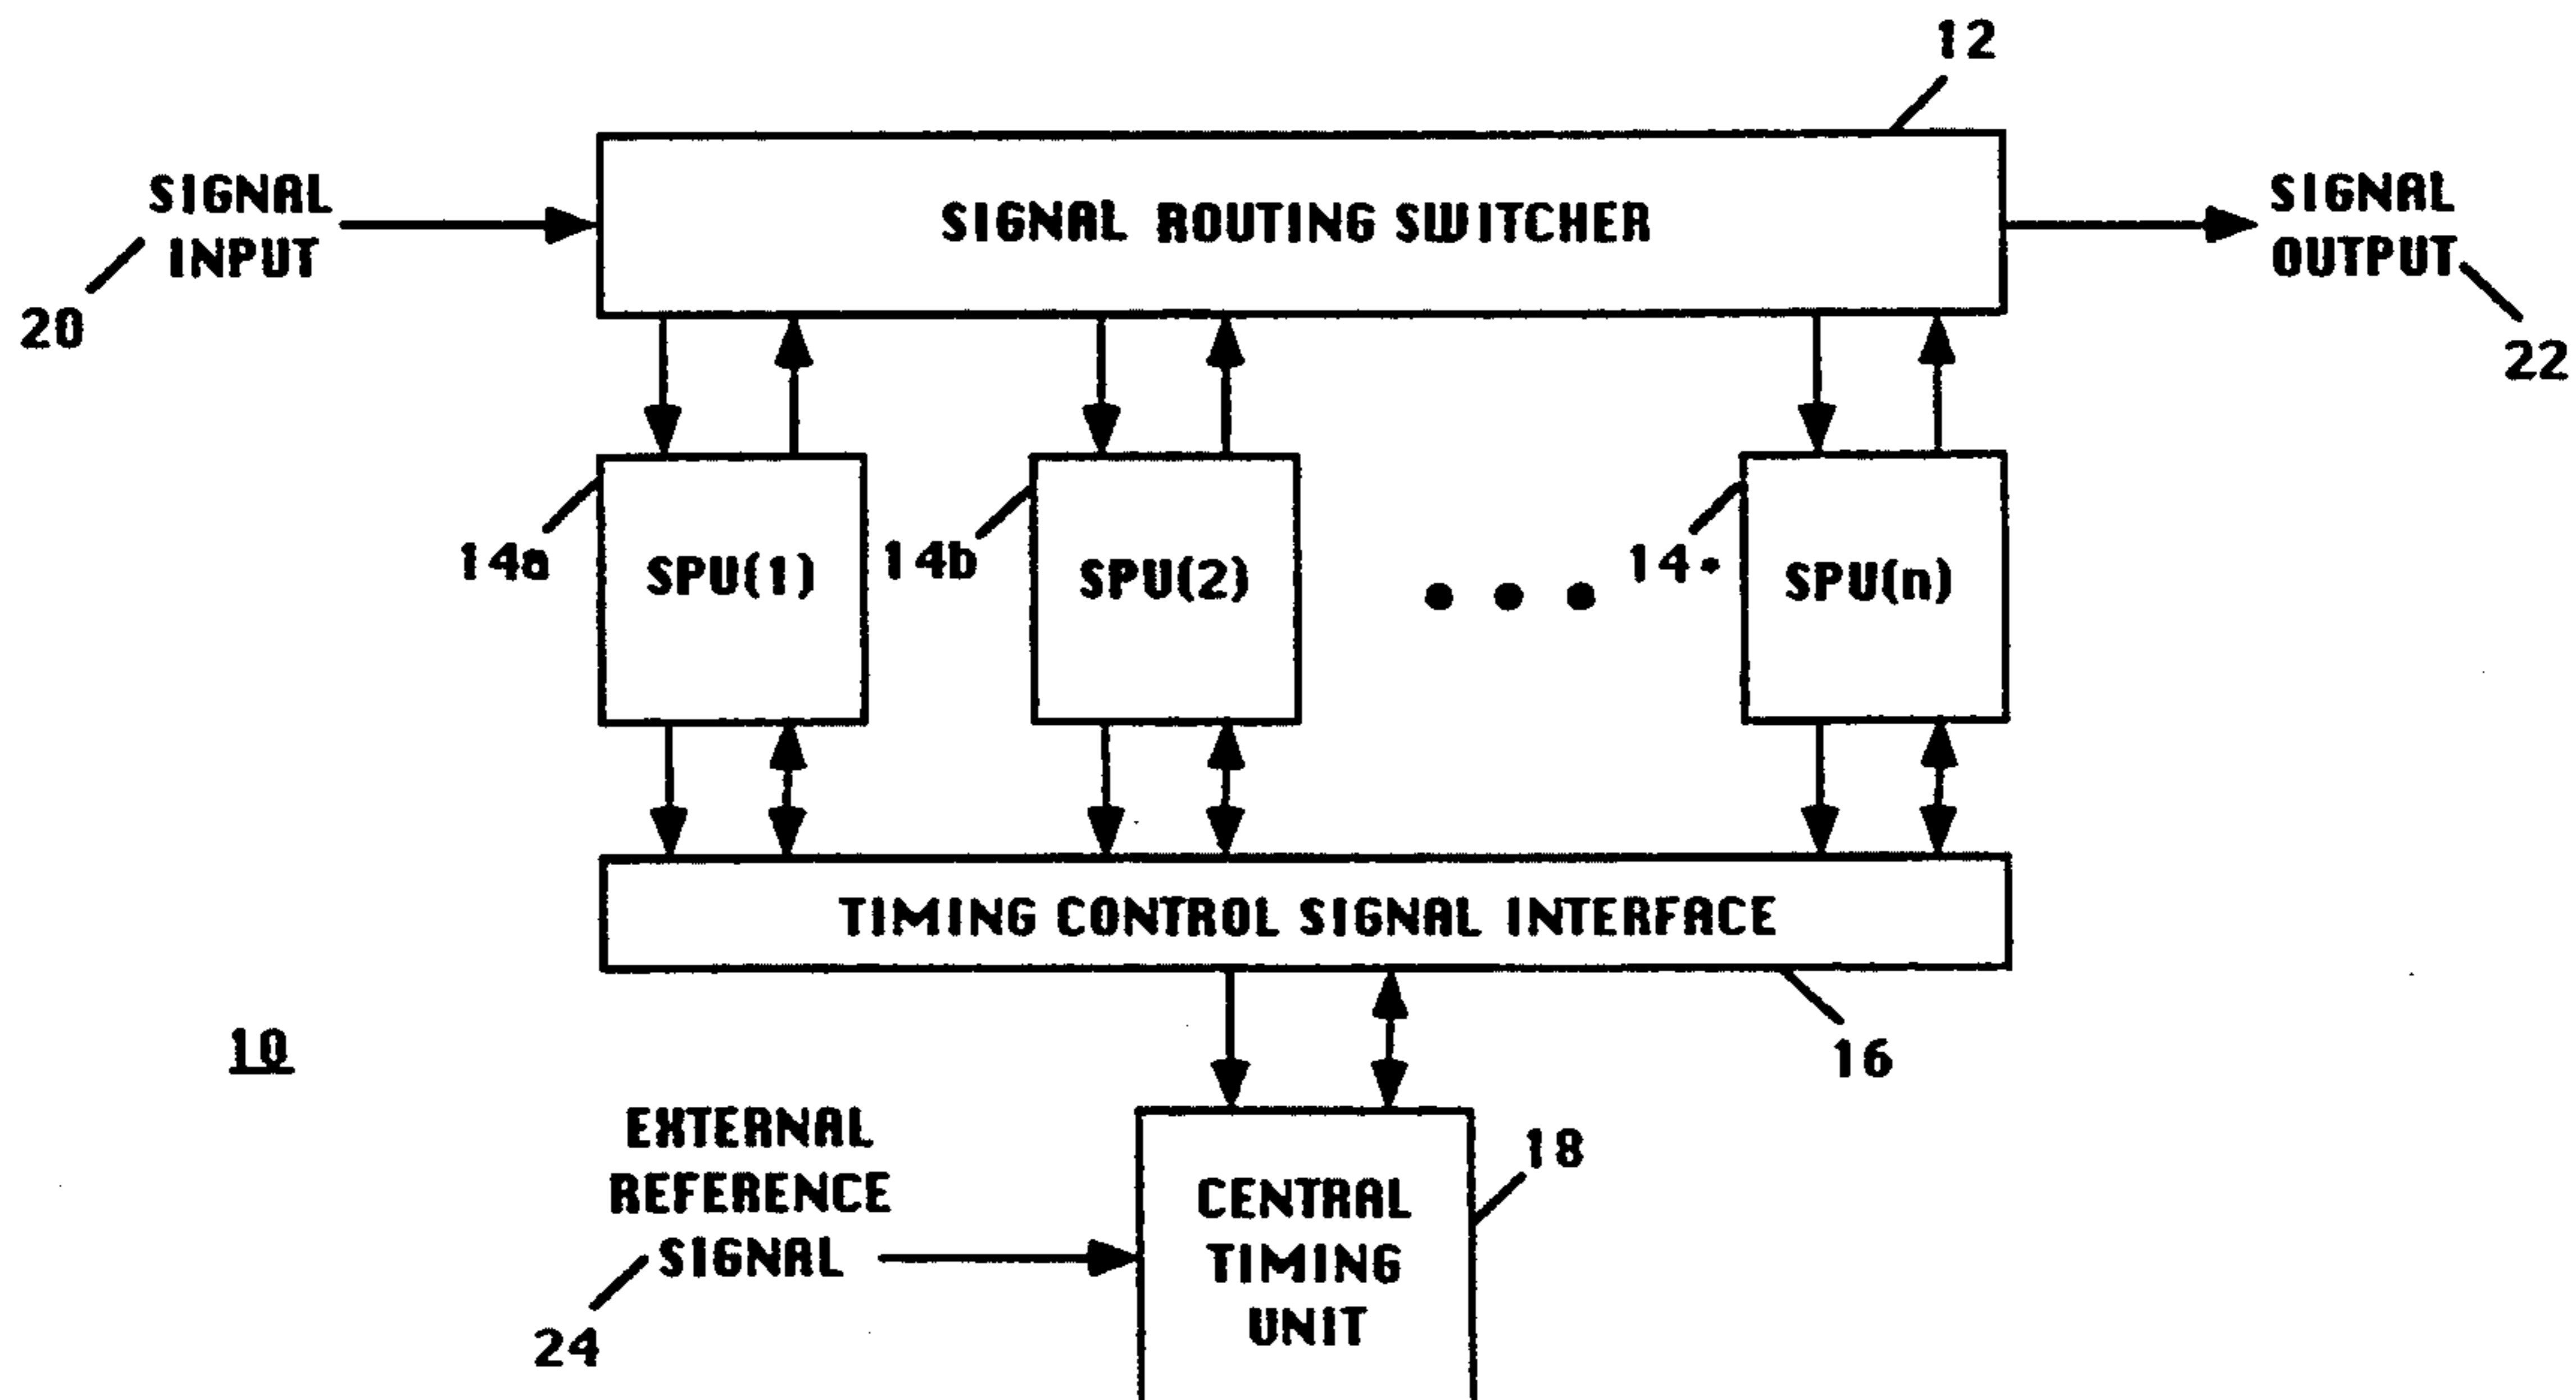 12
SIGNAL
INPUT
20
SIGNAL ROUTING SWITCHER
SIGNAL
OUTPUT
22
14a
SPU(1)
14b
SPU(2)
• • •
14•
SPU(n)
TIMING CONTROL SIGNAL INTERFACE
16
10
EXTERNAL
REFERENCE
SIGNAL
24
CENTRAL
TIMING
UNIT
18